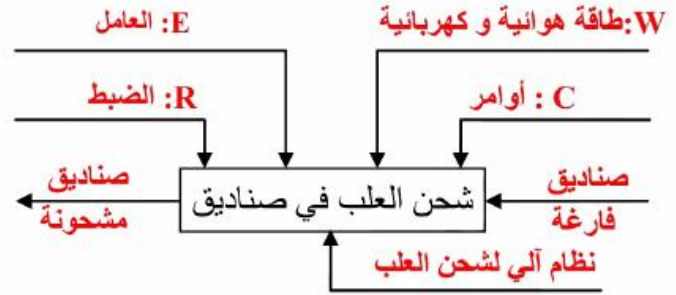 W:طاقة هوائية و كهربائية
E: العامل
C : أوامر
R: الضبط
صناديق
فارغة
شحن العلب في صناديق
صناديق
مشحونة
نظام آلي لشحن العلب